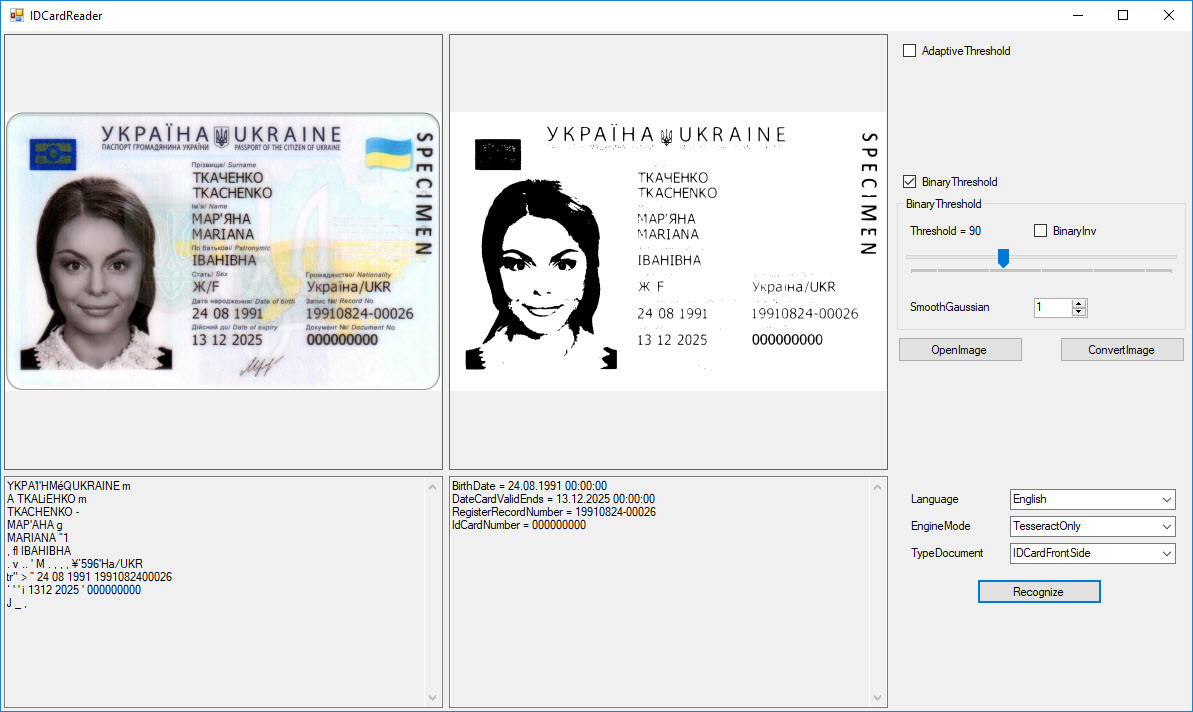 IDCardReader
УКРАЇНА UKRAINE
ПАСПОРТ ГРОМАДЯНИНА УКРАЇНИ PASSPORT OF THE CITIZEN OF UKRAINE
SPECIMEN
Прізвище/ Surname
ТКАЧЕНКО
TKACHENKO
Ім'я/ Name
МАР'ЯНА
MARIANA
По батькові/ Patronymic
ІВАНІВНА
Стать/ Sex Громадянство/ Nationality
Ж/F Україна/UKR
Дата народження/ Date of birth Запис №/ Record No.
24 08 1991 19910824-00026
Дійсний до/ Date of expiry Документ №/ Document No.
13 12 2025 000000000
УКРАЇНА UKRAINE
SPECIMEN
ТКАЧЕНКО
TKACHENKO
МАР'ЯНА
MARIANA
ІВАНІВНА
Ж F Україна/UKR
24 08 1991 19910824-00026
13 12 2025 000000000
AdaptiveThreshold
BinaryThreshold
BinaryThreshold
Threshold = 90 BinaryInv
SmoothGaussian 1
OpenImage ConvertImage
YKPA'I'HMéQUKRAINE m
A TKALiEHKO m
TKACHENKO -
MAP'AHA g
MARIANA "1
, fl IBAHIBHA
. v .. ' M . , , , ¥'596'Ha/UKR
tr" > " 24 08 1991 1991082400026
' ' ' i 1312 2025 ' 000000000
J _ ,
BirthDate = 24.08.1991 00:00:00
DateCardValidEnds = 13.12.2025 00:00:00
RegisterRecordNumber = 19910824-00026
IdCardNumber = 000000000
Language English
EngineMode TesseractOnly
TypeDocument IDCardFrontSide
Recognize